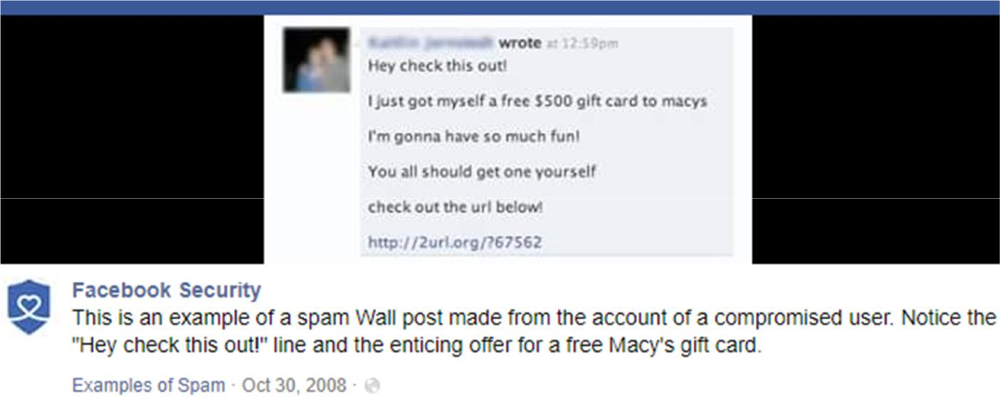 wrote at 12:59pm
Hey check this out!
I just got myself a free $500 gift card to macys
I'm gonna have so much fun!
You all should get one yourself
check out the url below!
http://2url.org/?67562
Facebook Security
This is an example of a spam Wall post made from the account of a compromised user. Notice the
"Hey check this out!" line and the enticing offer for a free Macy's gift card.
Examples of Spam · Oct 30, 2008 ·